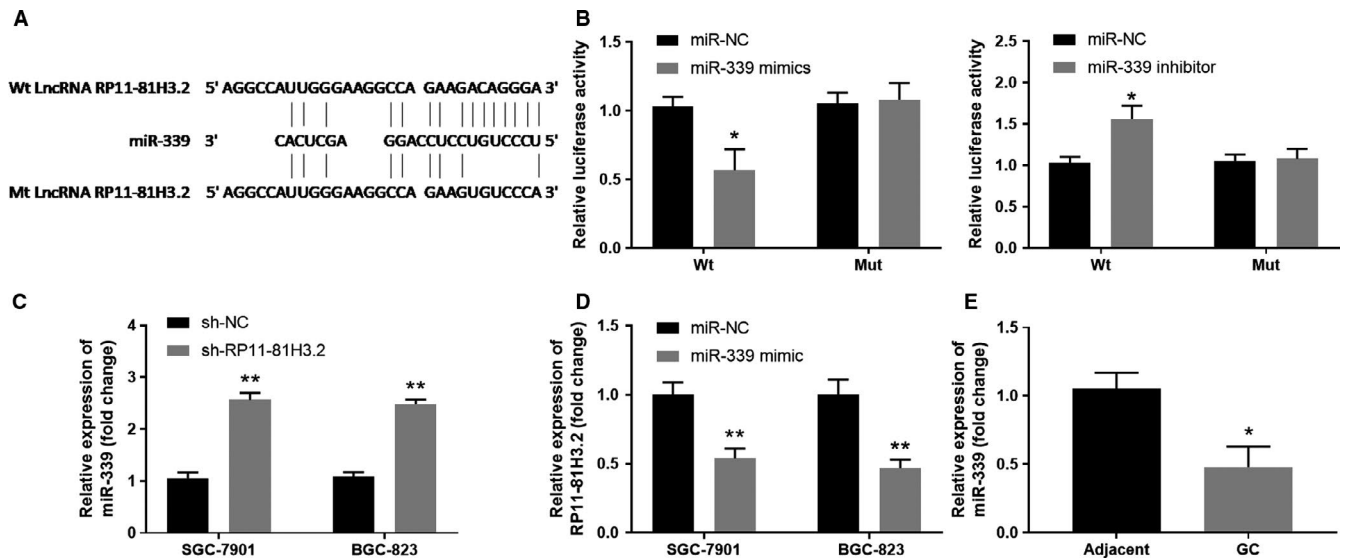 A
Wt LncRNA RP11-81H3.2 5' AGGCCAUUGGGAAGGCCA GAAGACAGGGA 3'
miR-339 3' CACUCGA GGACCUCCUGUCCCU 5'
Mt LncRNA RP11-81H3.2 5' AGGCCAUUGGGAAGGCCA GAAGUGUCCCA 3'
B
Relative luciferase activity
miR-NC
miR-339 mimics
1.5
1.0
0.5
0.0
*
Wt Mut
Relative luciferase activity
miR-NC
miR-339 inhibitor
2.5
2.0
1.5
1.0
0.5
0.0
*
Wt Mut
C
Relative expression of
miR-339 (fold change)
sh-NC
sh-RP11-81H3.2
4
3
2
1
0
** **
SGC-7901 BGC-823
D
Relative expression of
RP11-81H3.2 (fold change)
miR-NC
miR-339 mimic
1.5
1.0
0.5
0.0
** **
SGC-7901 BGC-823
E
Relative expression of
miR-339 (fold change)
1.5
1.0
0.5
0.0
*
Adjacent GC